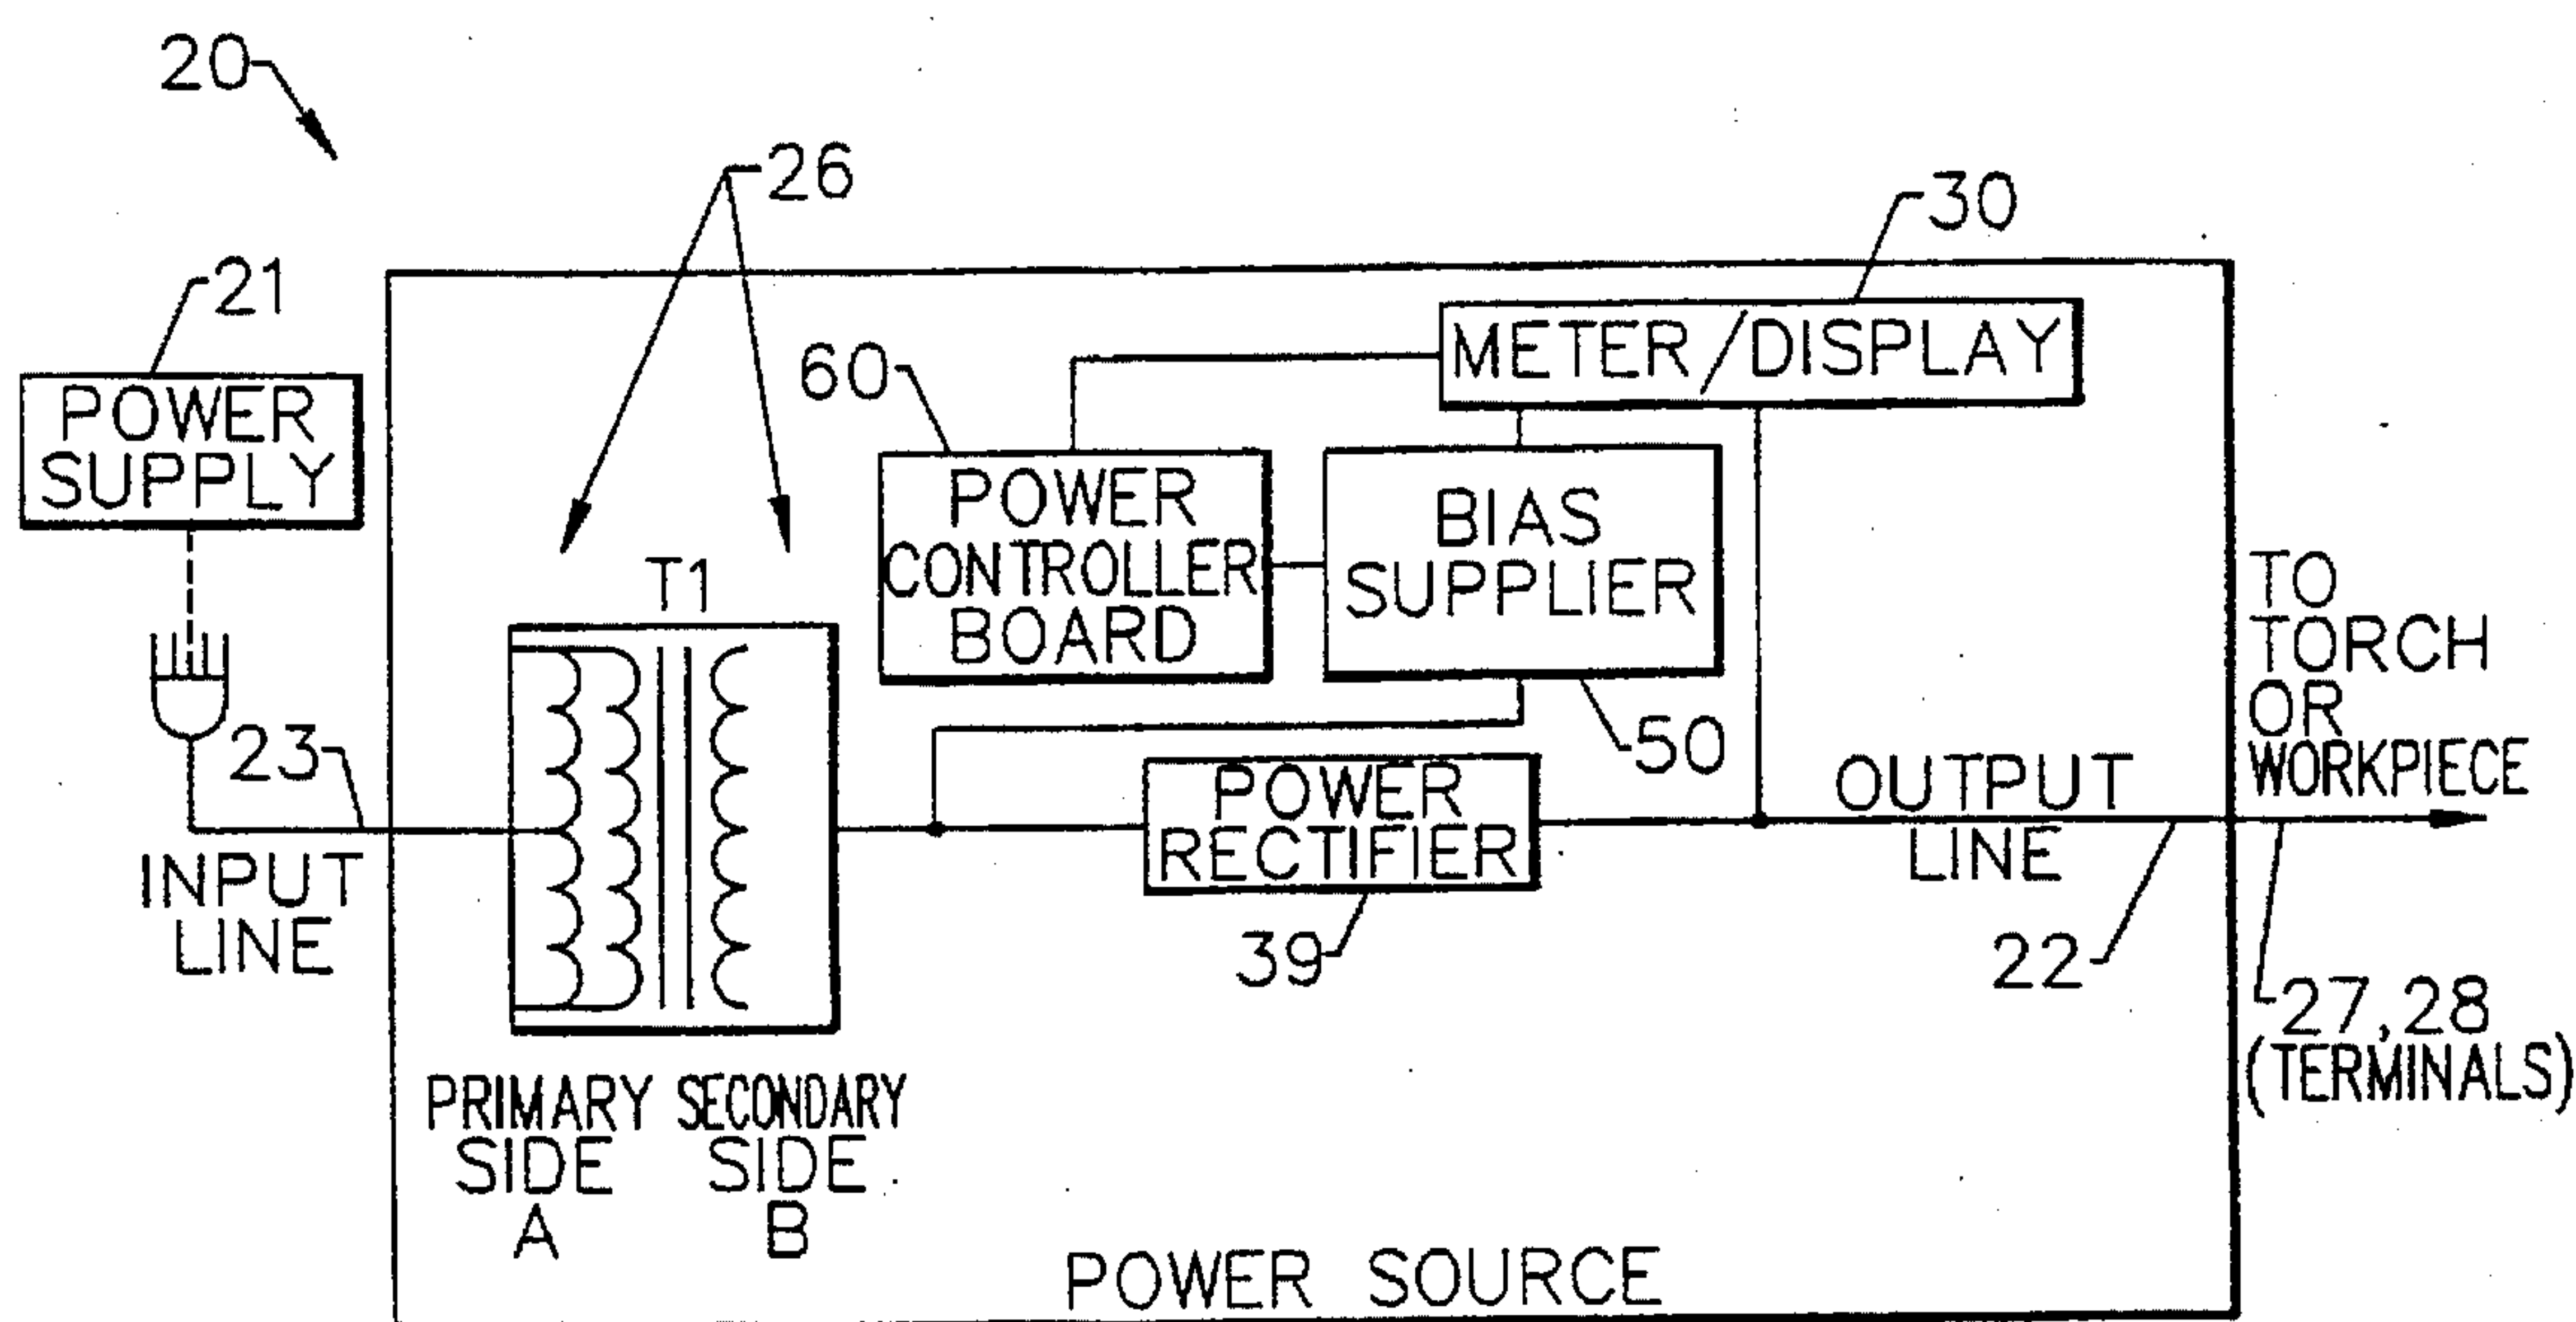 20
26
30
21
METER/DISPLAY
60
POWER
SUPPLY
POWER
CONTROLLER
BOARD
BIAS
SUPPLIER
T1
TO
TORCH
OR
WORKPIECE
23
50
POWER
RECTIFIER
OUTPUT
LINE
INPUT
LINE
39
22
27,28
(TERMINALS)
PRIMARY
SIDE
A
SECONDARY
SIDE
B
POWER SOURCE